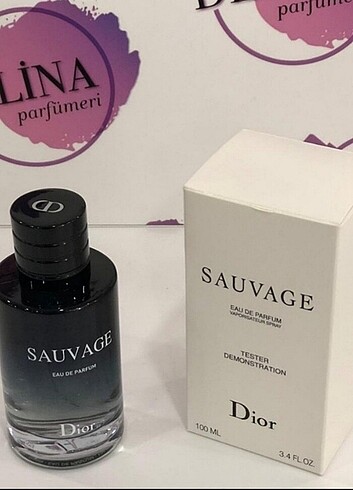 LİNA
parfümeri
parfümeri
SAUVAGE
EAU DE PARFUM
Dior
SAUVAGE
EAU DE PARFUM
VAPORISATEUR SPRAY
TESTER
DEMONSTRATION
Dior
100 ML
3.4 FL.OZ.